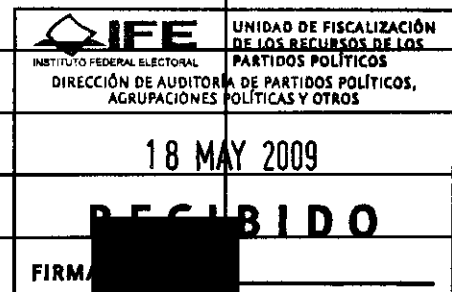 IFE
INSTITUTO FEDERAL ELECTORAL
UNIDAD DE FISCALIZACIÓN
DE LOS RECURSOS DE LOS
PARTIDOS POLÍTICOS
DIRECCIÓN DE AUDITORÍA DE PARTIDOS POLÍTICOS,
AGRUPACIONES POLÍTICAS Y OTROS
18 MAY 2009
RECIBIDO
FIRMA